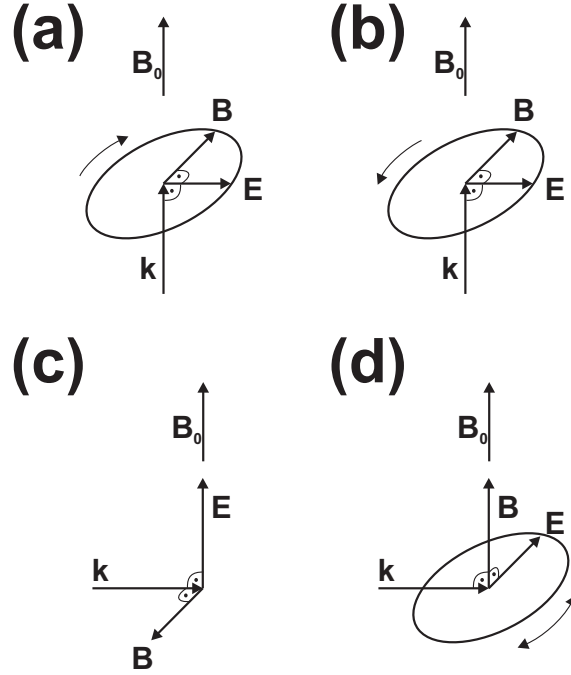 (a) (b)
B₀ B₀
B B
E E
k k
(c) (d)
B₀ B₀
E B E
k k
B